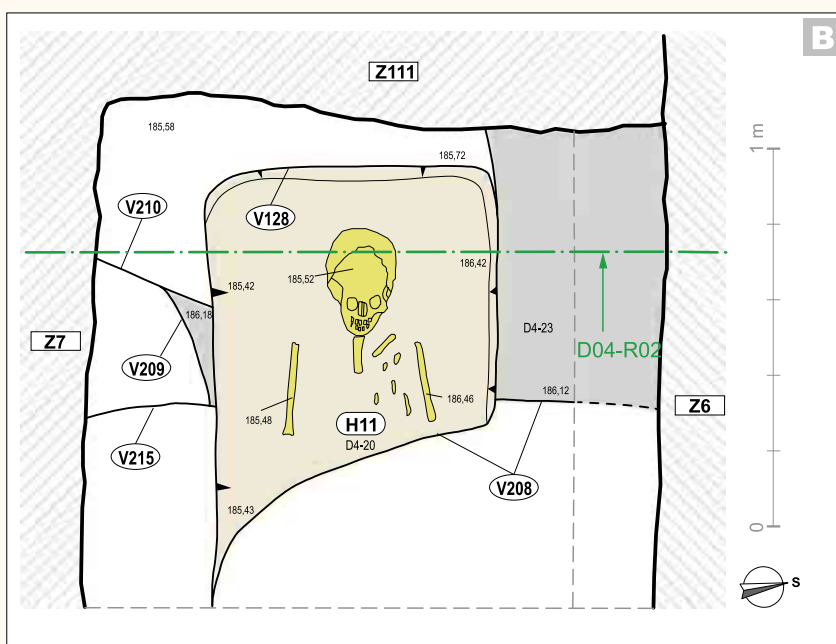 B
Z111
185,58
185,72
1 m
V210
V128
185,52
186,42
185,42
186,18
D4-23
Z7
D04-R02
V209
186,12
186,46
Z6
185,48
H11
D4-20
V215
V208
185,43
0
S